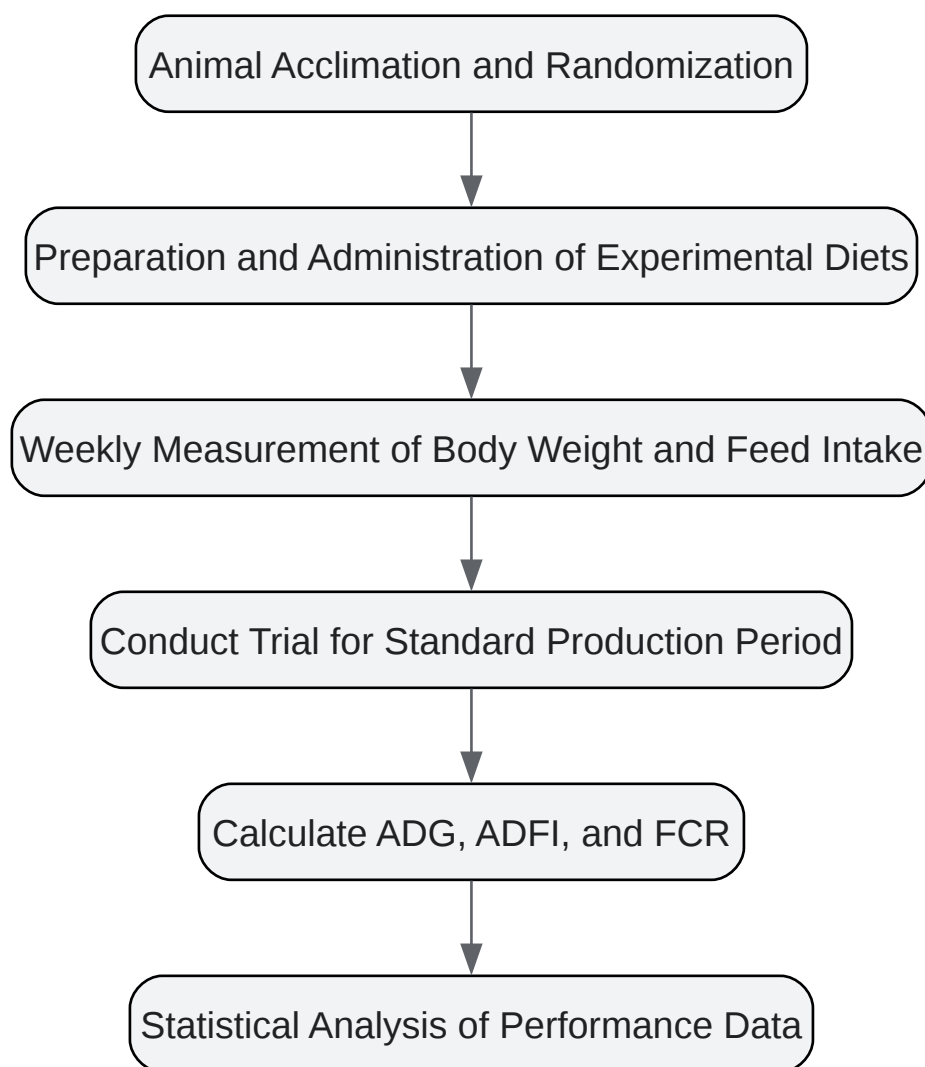 Animal Acclimation and Randomization
Preparation and Administration of Experimental Diets
Weekly Measurement of Body Weight and Feed Intake
Conduct Trial for Standard Production Period
Calculate ADG, ADFI, and FCR
Statistical Analysis of Performance Data